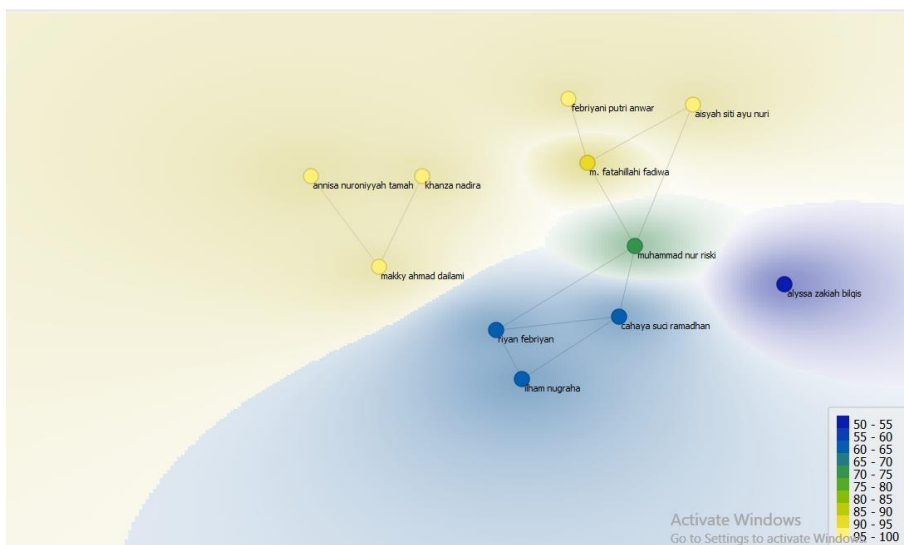 febriyani putri anwar
aisyah siti ayu nuri
m. fatahillahi fadiwa
annisa nuroniyyah tamah
khanza nadira
muhammad nur riski
makky ahmad dailami
alyssa zakiah bilqis
cahaya suci ramadhan
riyan febriyan
ilham nugraha
50 - 55
55 - 60
60 - 65
65 - 70
70 - 75
75 - 80
80 - 85
85 - 90
90 - 95
95 - 100
Activate Windows
Go to Settings to activate Windows.